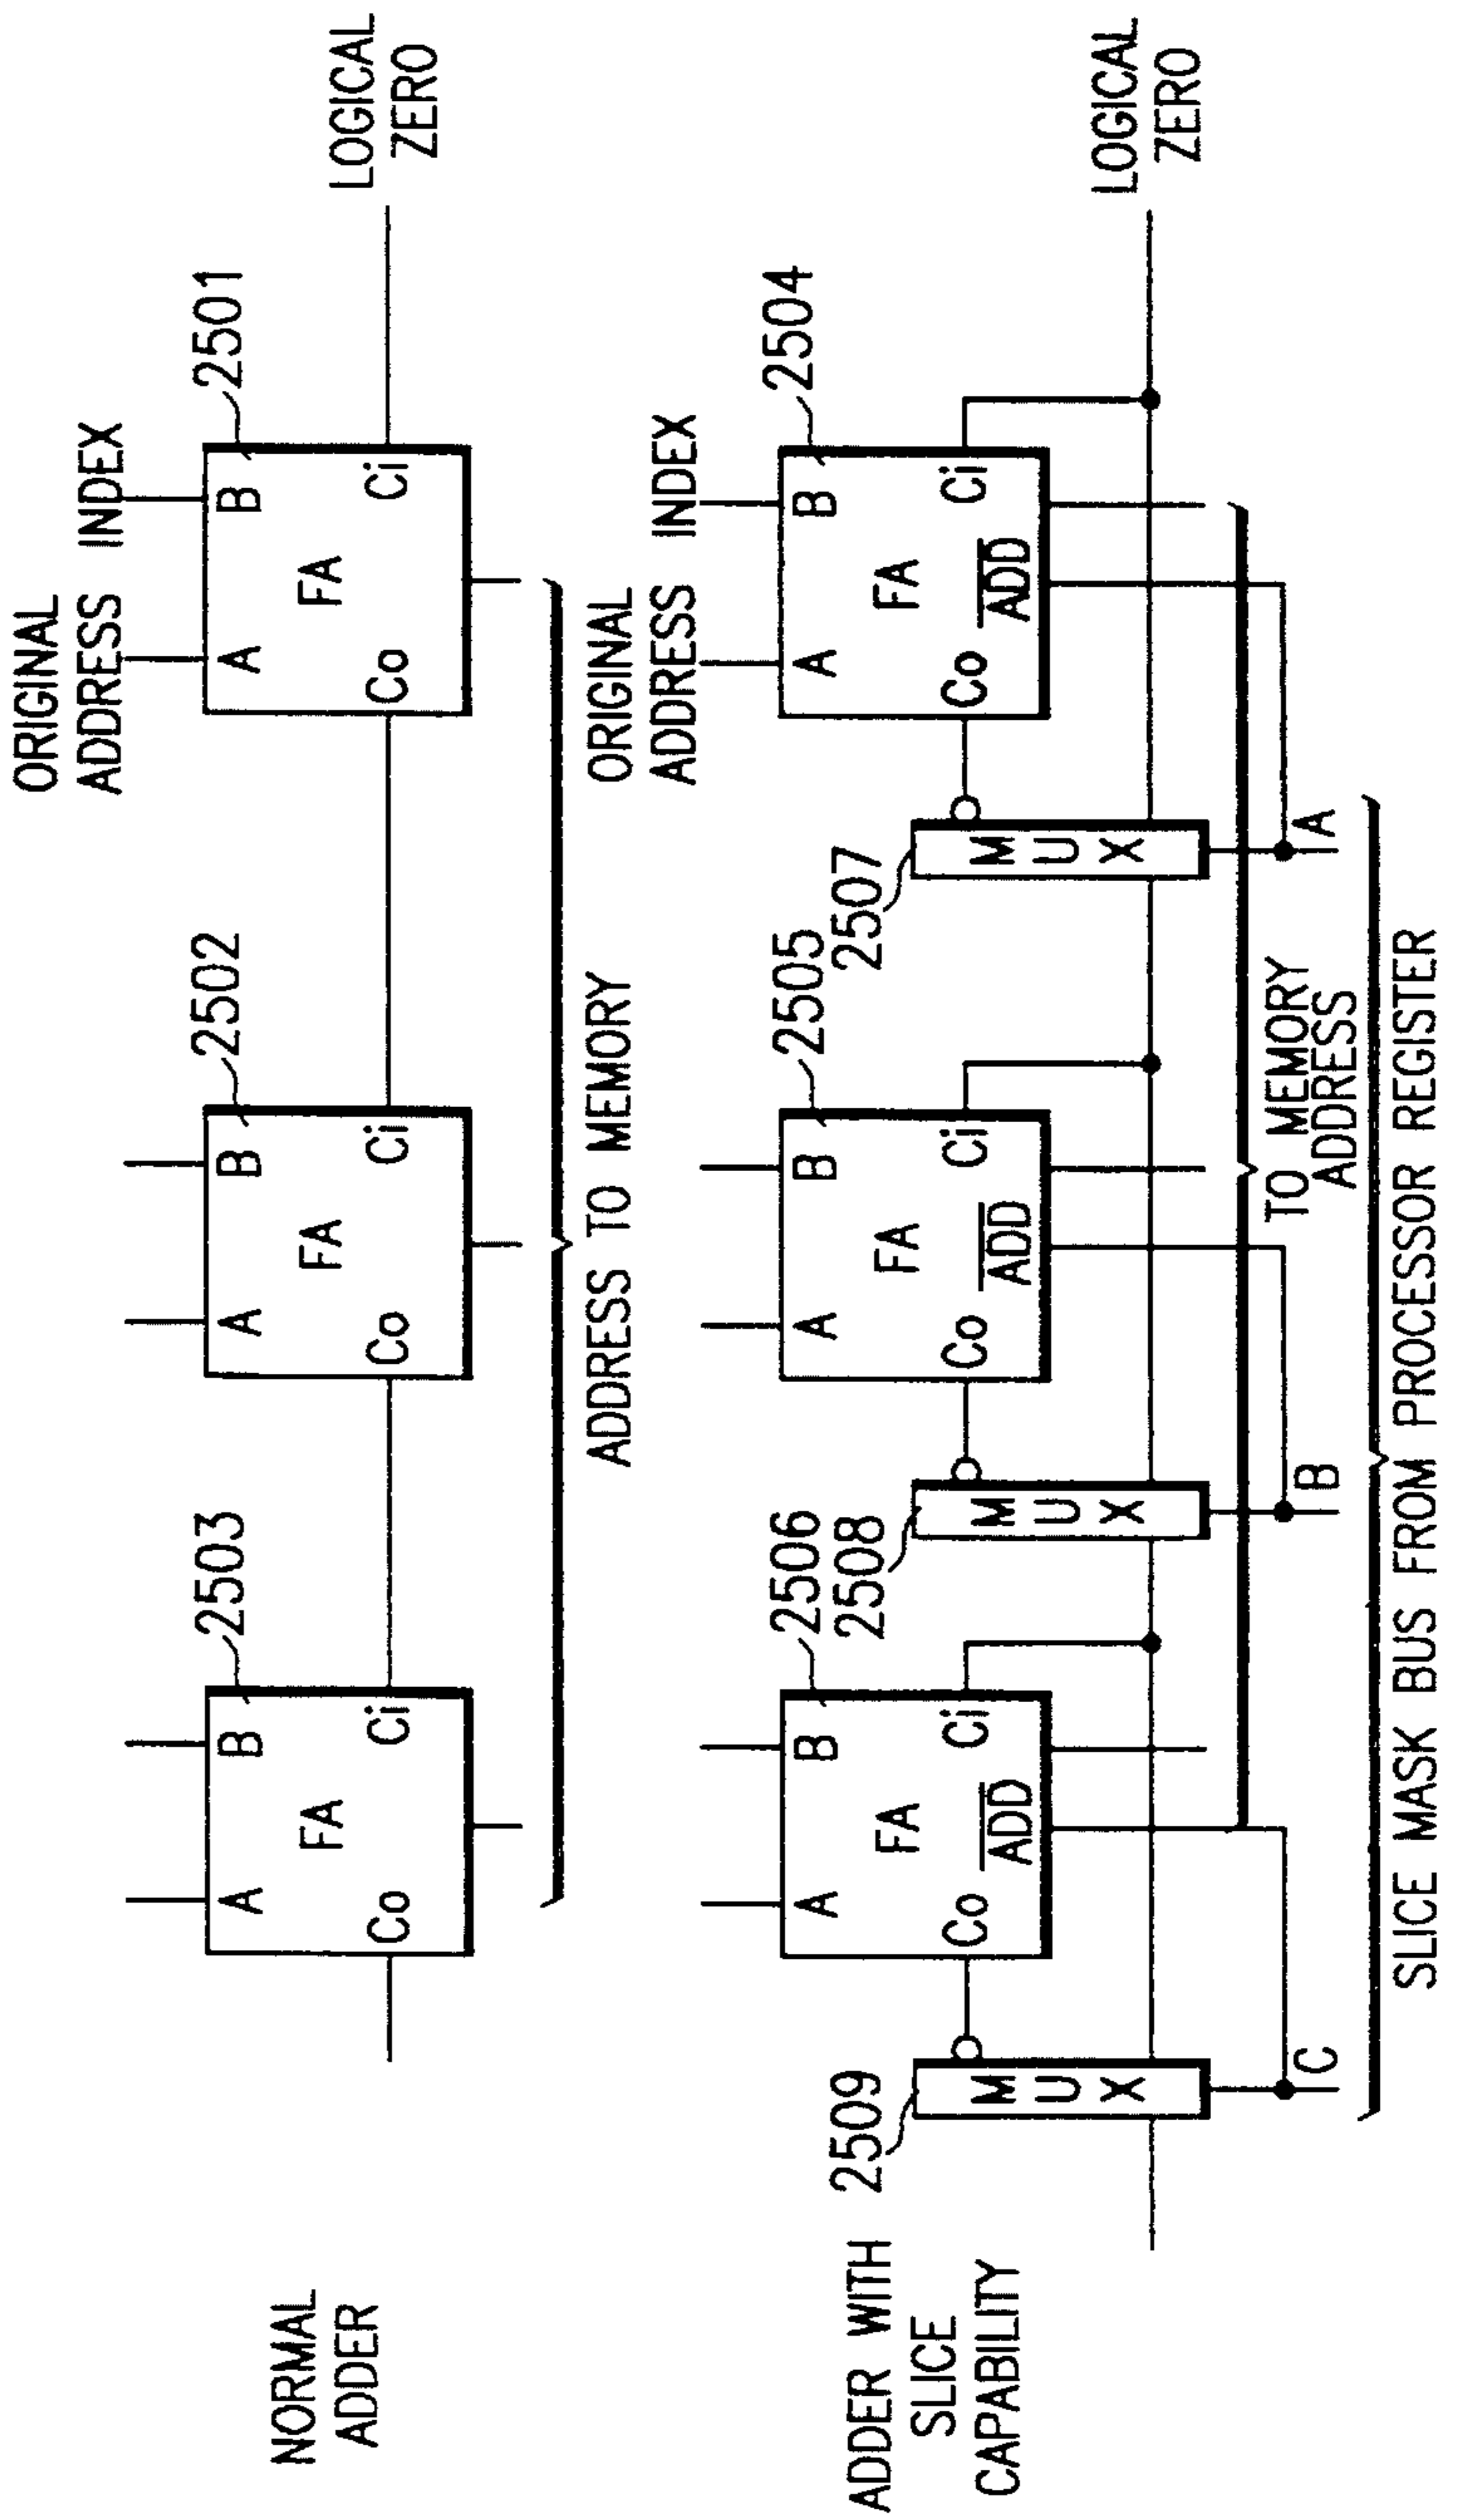 NORMAL
ADDER
ORIGINAL
ADDRESS
INDEX
2503
2502
2501
A
B
FA
Co
Ci
A
B
FA
Co
Ci
A
B
FA
Co
Ci
LOGICAL
ZERO
ADDRESS TO MEMORY
ADDER WITH
SLICE
CAPABILITY
ORIGINAL
ADDRESS
INDEX
2506
2505
2504
2509
2508
2507
A
B
FA
Co
Ci
ADD
A
B
FA
Co
Ci
ADD
A
B
FA
Co
Ci
ADD
MUX
MUX
MUX
LOGICAL
ZERO
TO MEMORY
ADDRESS
C
B
A
SLICE MASK BUS FROM PROCESSOR REGISTER